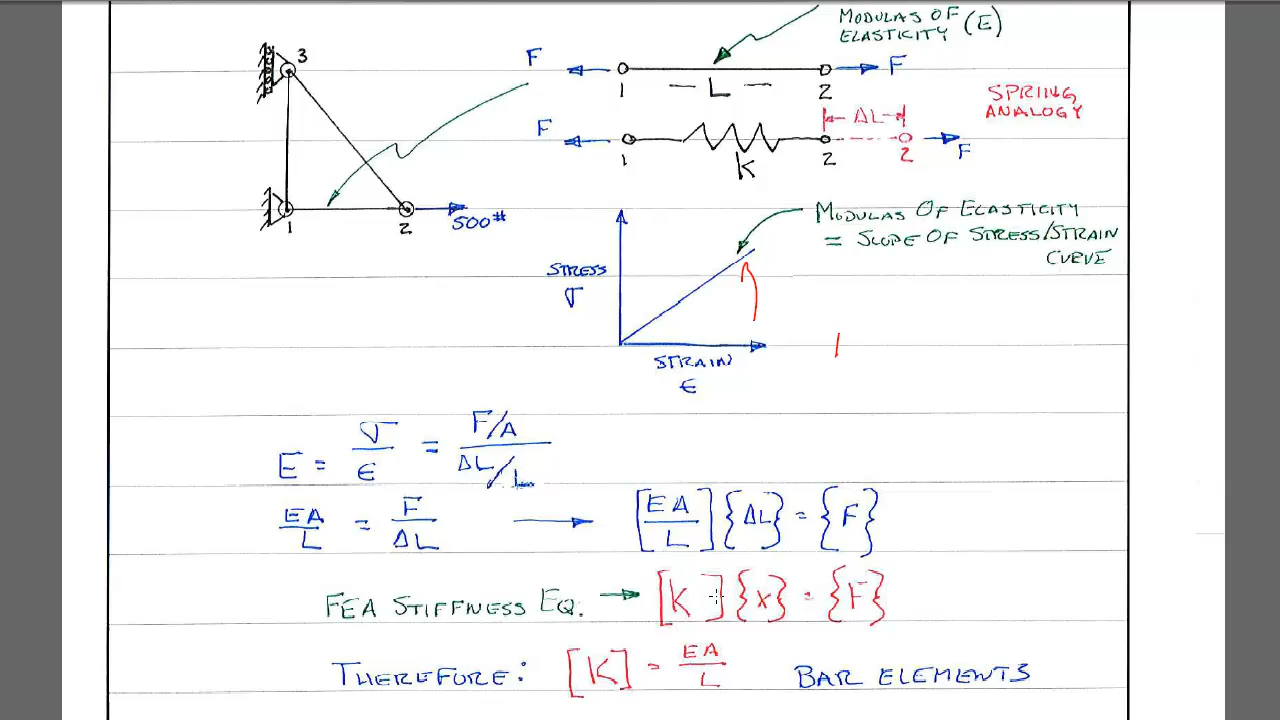 MODULAS OF
ELASTICITY (E)
3
F
F
1
— L —
2
SPRING
ANALOGY
ΔL
F
1
K
2
2
F
1
2
500#
MODULAS OF ELASTICITY
= SLOPE OF STRESS/STRAIN
CURVE
STRESS
σ
STRAIN
ϵ
E = σ/ϵ = F/A / ΔL/L
EA/L = F/ΔL → [EA/L]{ΔL} = {F}
FEA STIFFNESS EQ. → [K]{x} = {F}
THEREFORE: [K] = EA/L BAR ELEMENTS